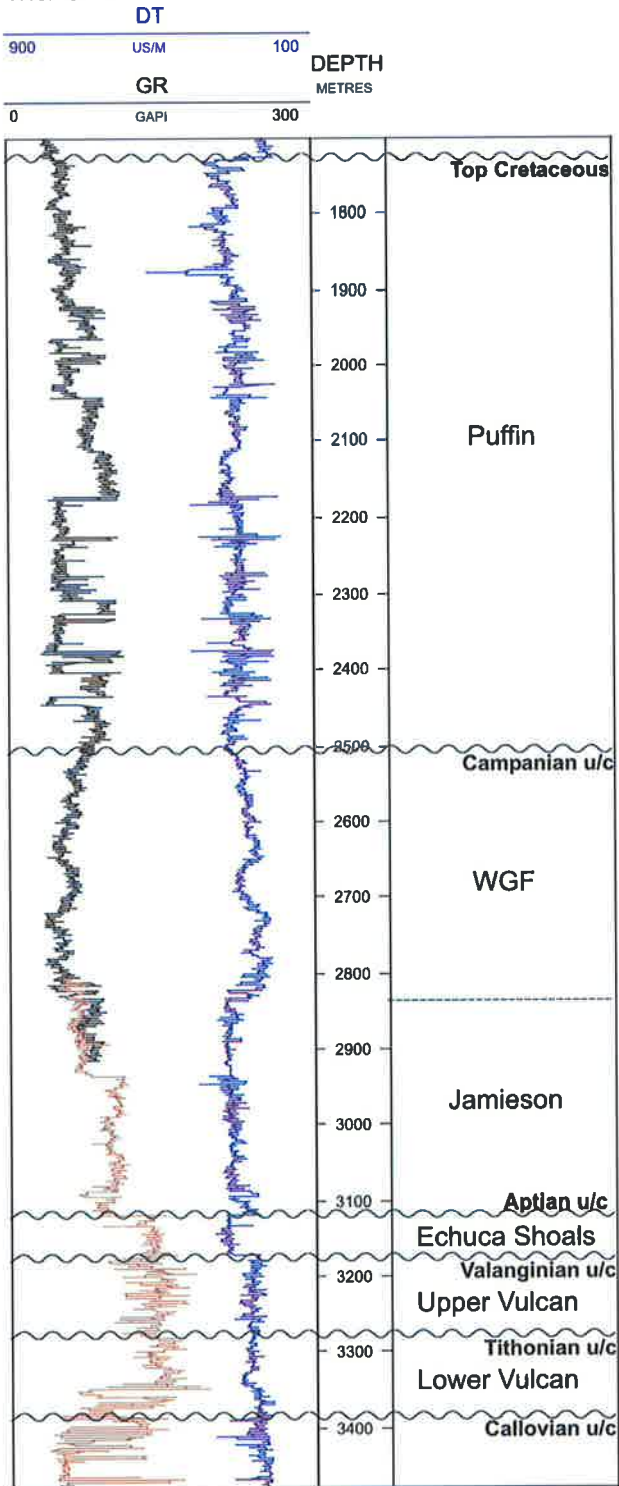 DT
900 US/M 100
DEPTH
METRES
GR
0 GAPI 300
Top Cretaceous
1800
1900
2000
2100
Puffin
2200
2300
2400
2500
Campanian u/c
2600
WGF
2700
2800
2900
Jamieson
3000
3100
Aptian u/c
Echuca Shoals
Valanginian u/c
3200
Upper Vulcan
Tithonian u/c
3300
Lower Vulcan
Callovian u/c
3400